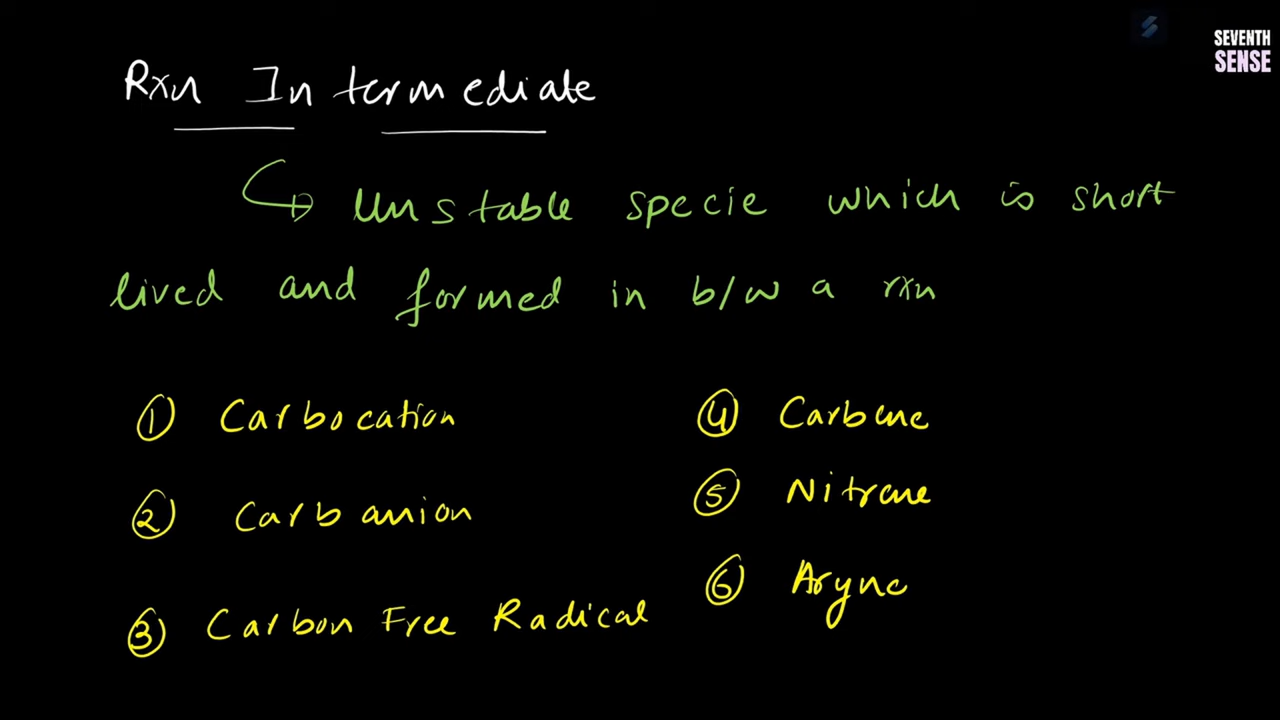 SEVENTH
SENSE
Rxn Intermediate
Unstable specie which is short
lived and formed in b/w a rxn
① Carbocation
② Carbanion
③ Carbon Free Radical
④ Carbene
⑤ Nitrene
⑥ Aryne